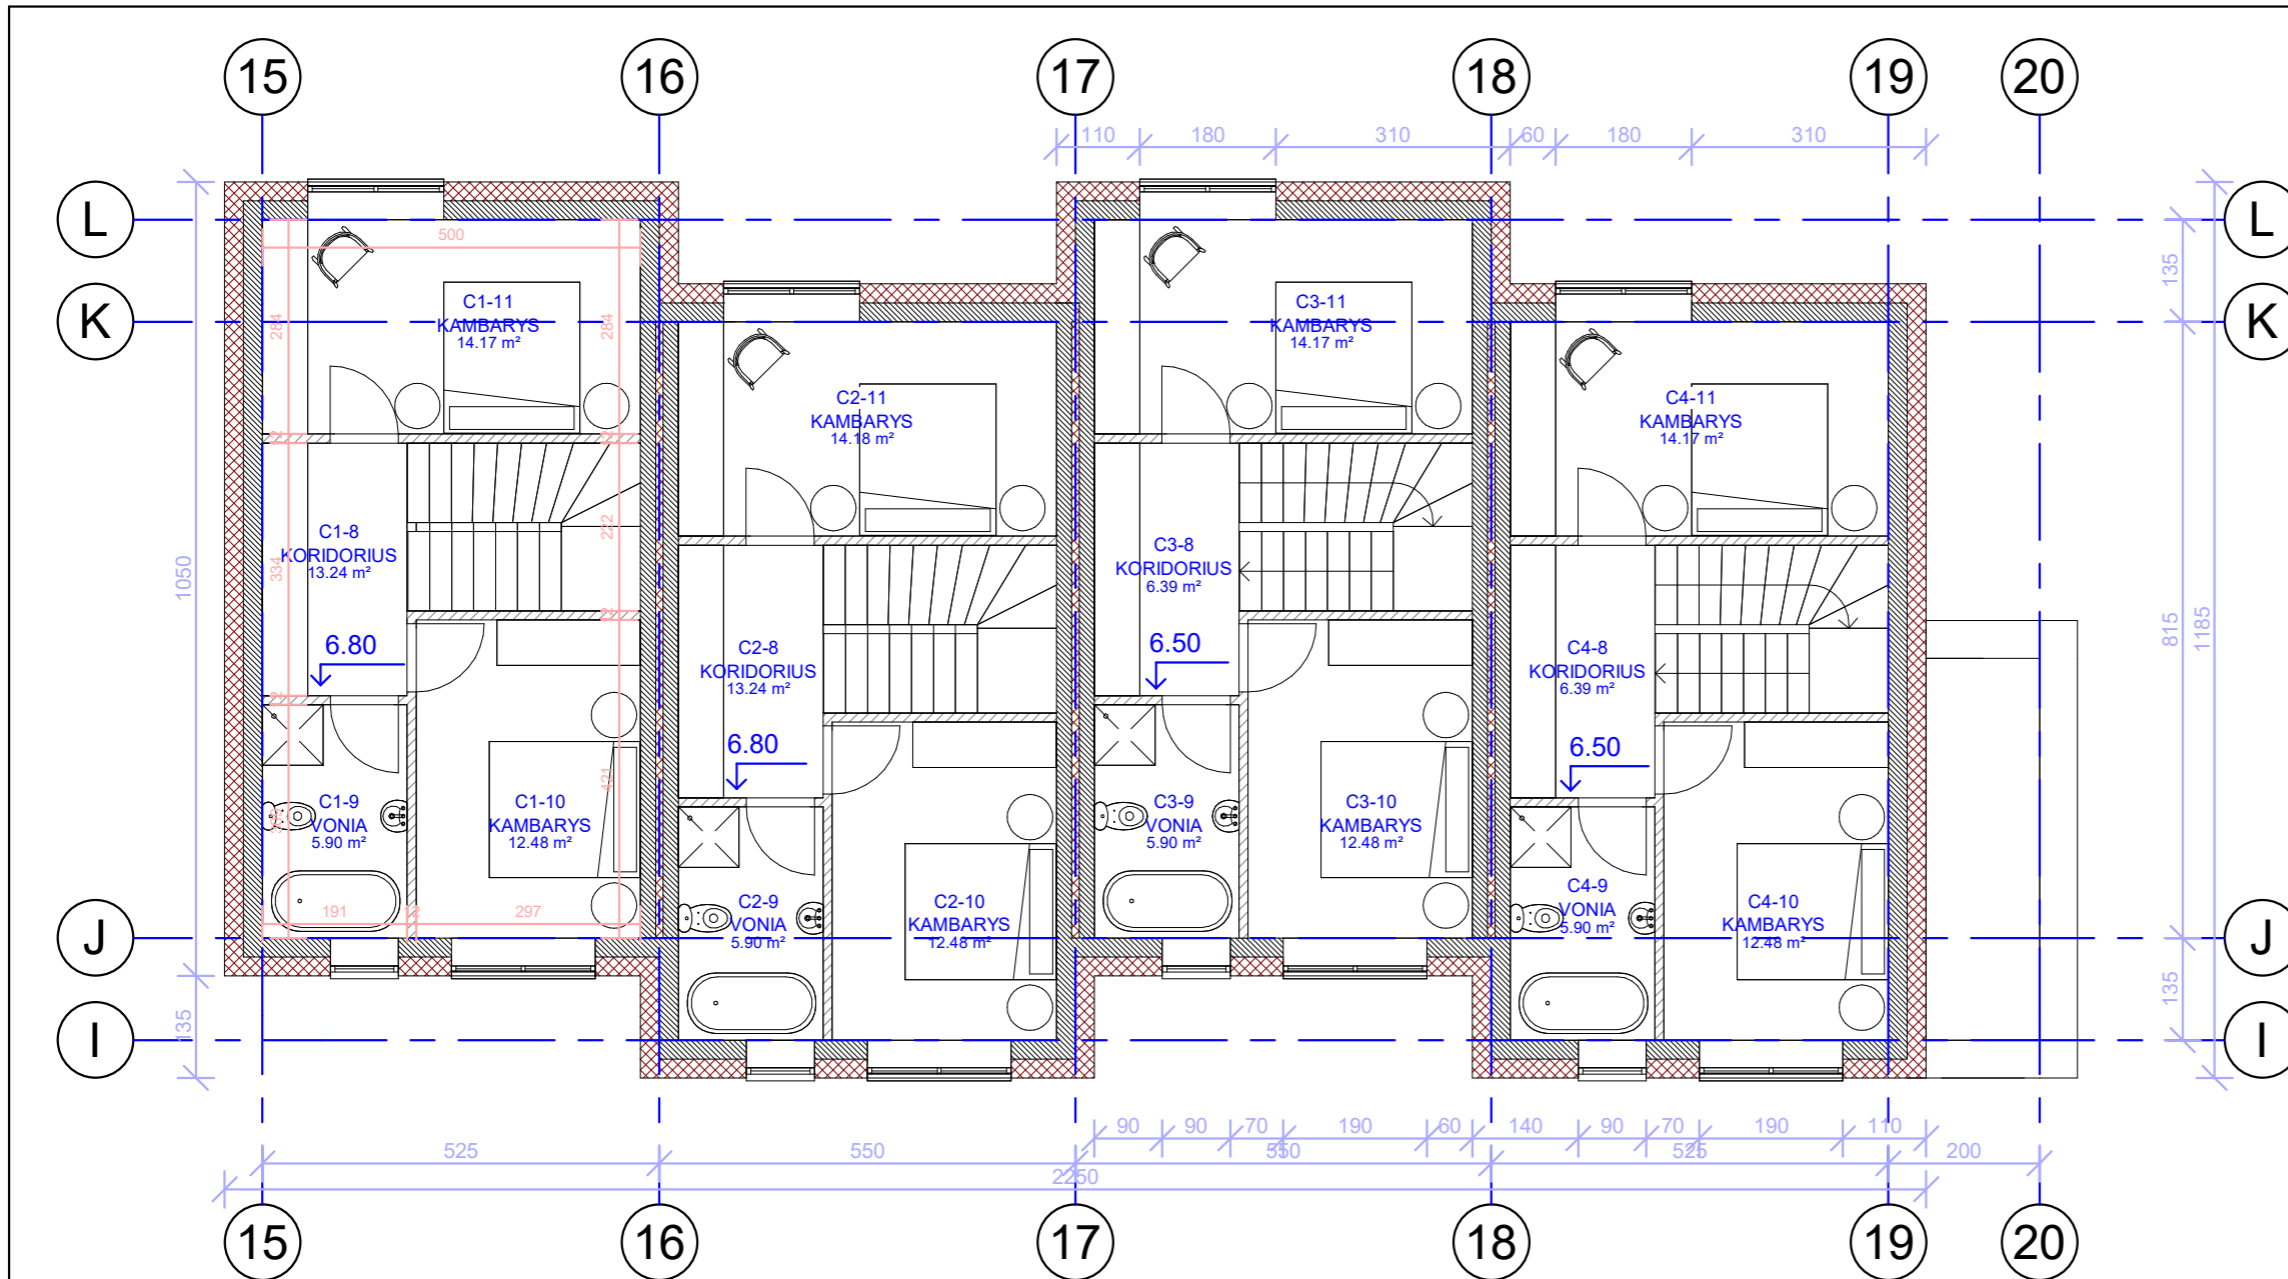 15 16 17 18 19 20
110 180 310 60 180 310
L L
K K
J J
I I
1050
135
135
815
1185
135
500
284
284
C1-11
KAMBARYS
14.17 m²
C2-11
KAMBARYS
14.18 m²
C3-11
KAMBARYS
14.17 m²
C4-11
KAMBARYS
14.17 m²
12
12
334
222
12
12
C1-8
KORIDORIUS
13.24 m²
6.80
C2-8
KORIDORIUS
13.24 m²
6.80
C3-8
KORIDORIUS
6.39 m²
6.50
C4-8
KORIDORIUS
6.39 m²
6.50
421
C1-9
VONIA
5.90 m²
C1-10
KAMBARYS
12.48 m²
C2-9
VONIA
5.90 m²
C2-10
KAMBARYS
12.48 m²
C3-9
VONIA
5.90 m²
C3-10
KAMBARYS
12.48 m²
C4-9
VONIA
5.90 m²
C4-10
KAMBARYS
12.48 m²
191 12 297
90 90 70 190 60 140 90 70 190 110
525 550 550 525 200
2250
15 16 17 18 19 20